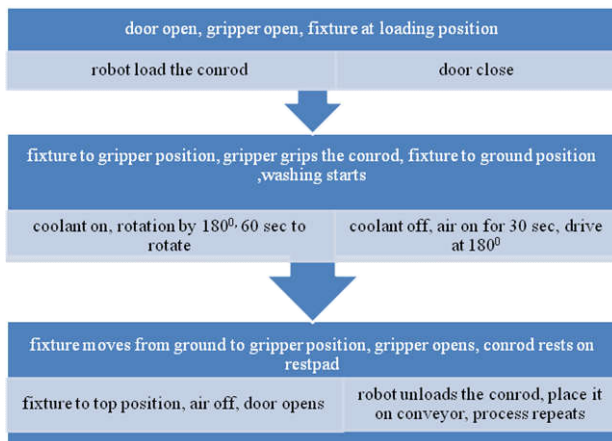 door open, gripper open, fixture at loading position
robot load the conrod
door close
fixture to gripper position, gripper grips the conrod, fixture to ground position
,washing starts
coolant on, rotation by 180⁰, 60 sec to
rotate
coolant off, air on for 30 sec, drive
at 180⁰
fixture moves from ground to gripper position, gripper opens, conrod rests on
restpad
fixture to top position, air off, door opens
robot unloads the conrod, place it
on conveyor, process repeats